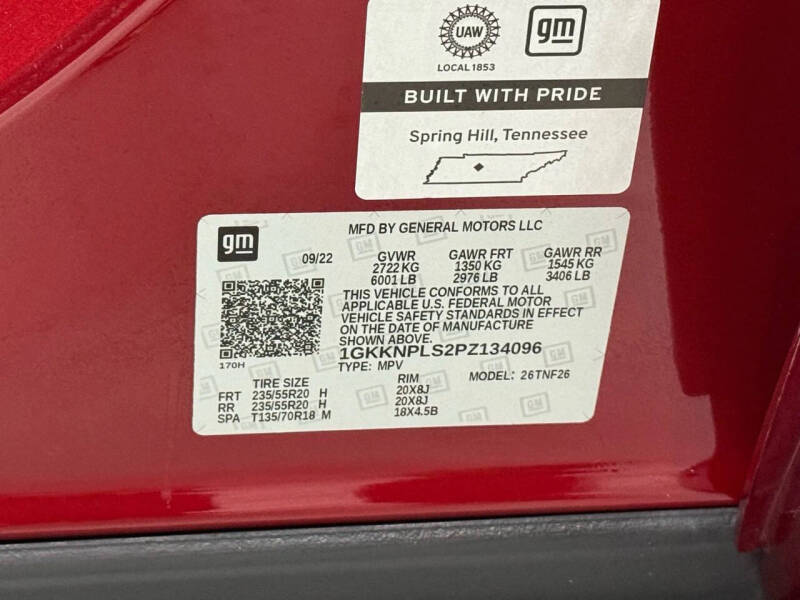 UAW
gm
LOCAL 1853
BUILT WITH PRIDE
Spring Hill, Tennessee
gm
MFD BY GENERAL MOTORS LLC
09/22 GVWR GAWR FRT GAWR RR
2722 KG 1350 KG 1545 KG
6001 LB 2976 LB 3406 LB
THIS VEHICLE CONFORMS TO ALL
APPLICABLE U.S. FEDERAL MOTOR
VEHICLE SAFETY STANDARDS IN EFFECT
ON THE DATE OF MANUFACTURE
SHOWN ABOVE.
170H
1GKKNPLS2PZ134096
TYPE: MPV MODEL: 26TNF26
TIRE SIZE RIM
FRT 235/55R20 H 20X8J
RR 235/55R20 H 20X8J
SPA T135/70R18 M 18X4.5B